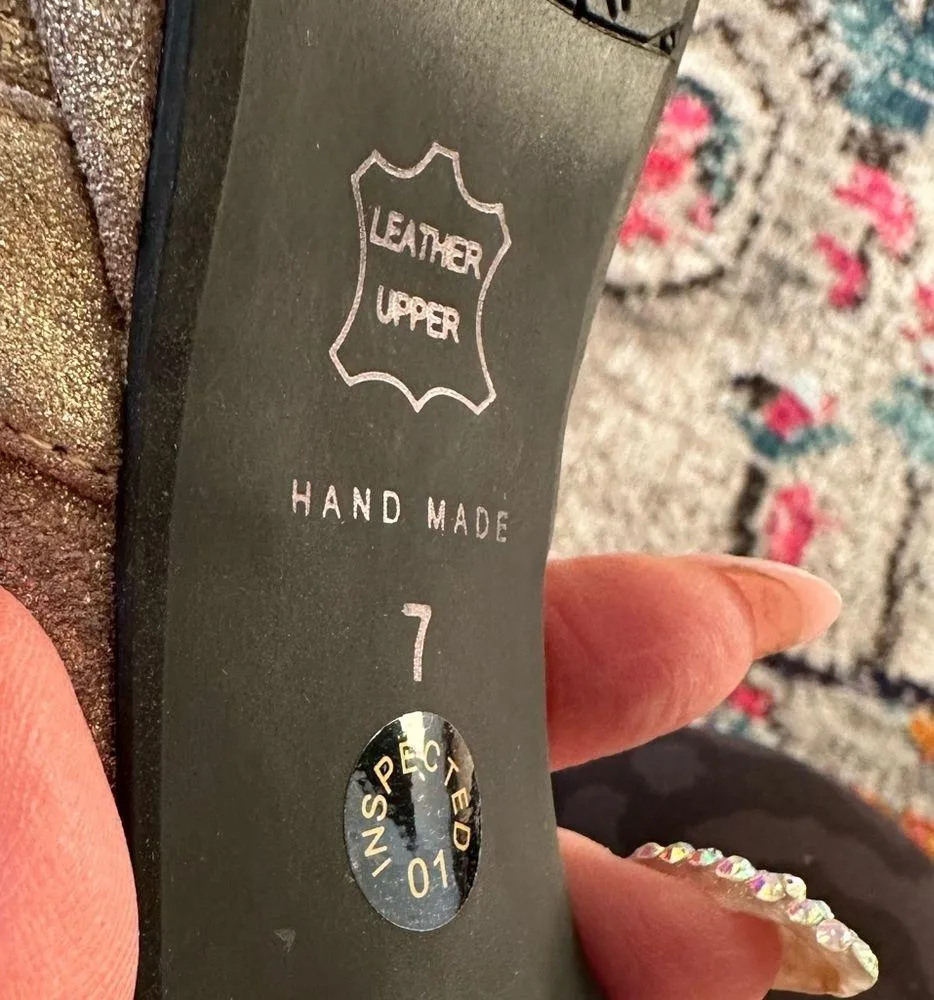 LEATHER
UPPER
HAND MADE
7
INSPECTED
01